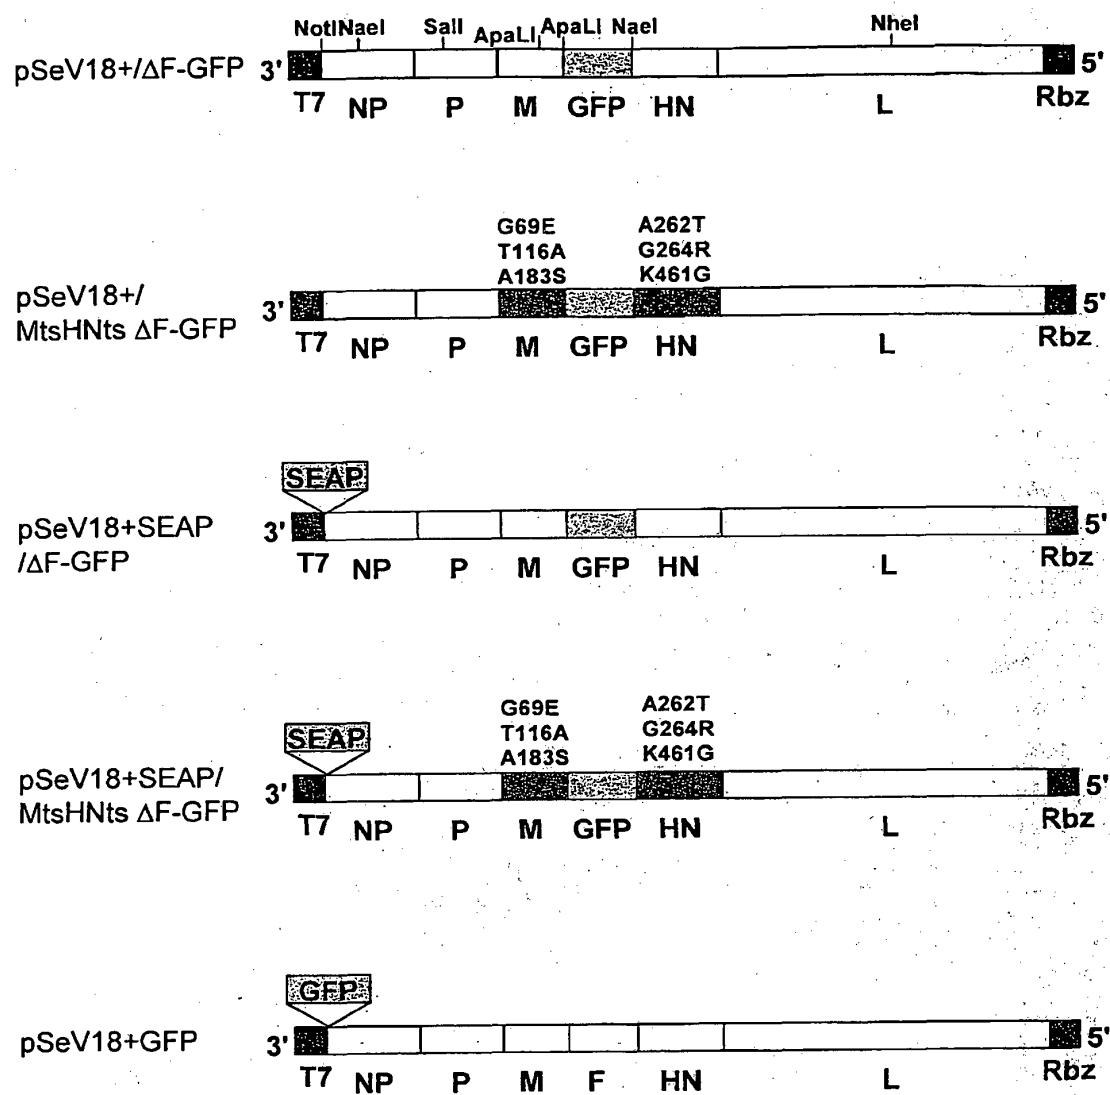 NotI NaeI SalI ApaLI ApaLI NaeI NheI
pSeV18+/ΔF-GFP 3' 5'
T7 NP P M GFP HN L Rbz
G69E A262T
T116A G264R
A183S K461G
pSeV18+/
MtsHNts ΔF-GFP 3' 5'
T7 NP P M GFP HN L Rbz
SEAP
pSeV18+SEAP 3' 5'
/ΔF-GFP
T7 NP P M GFP HN L Rbz
G69E A262T
T116A G264R
A183S K461G
SEAP
pSeV18+SEAP/ 3' 5'
MtsHNts ΔF-GFP
T7 NP P M GFP HN L Rbz
GFP
pSeV18+GFP 3' 5'
T7 NP P M F HN L Rbz